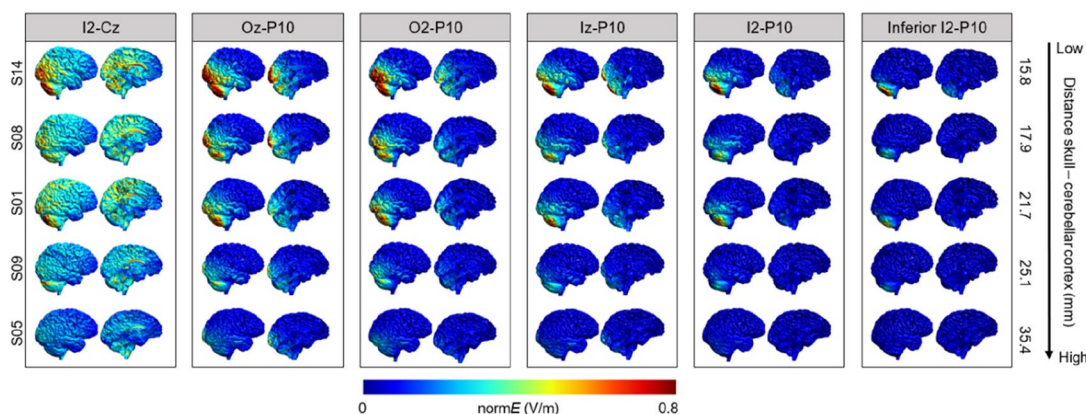 I2-Cz
Oz-P10
O2-P10
Iz-P10
I2-P10
Inferior I2-P10
S14
15.8
Low
S08
17.9
S01
21.7
S09
25.1
S05
35.4
High
Distance skull – cerebellar cortex (mm)
0
normE (V/m)
0.8